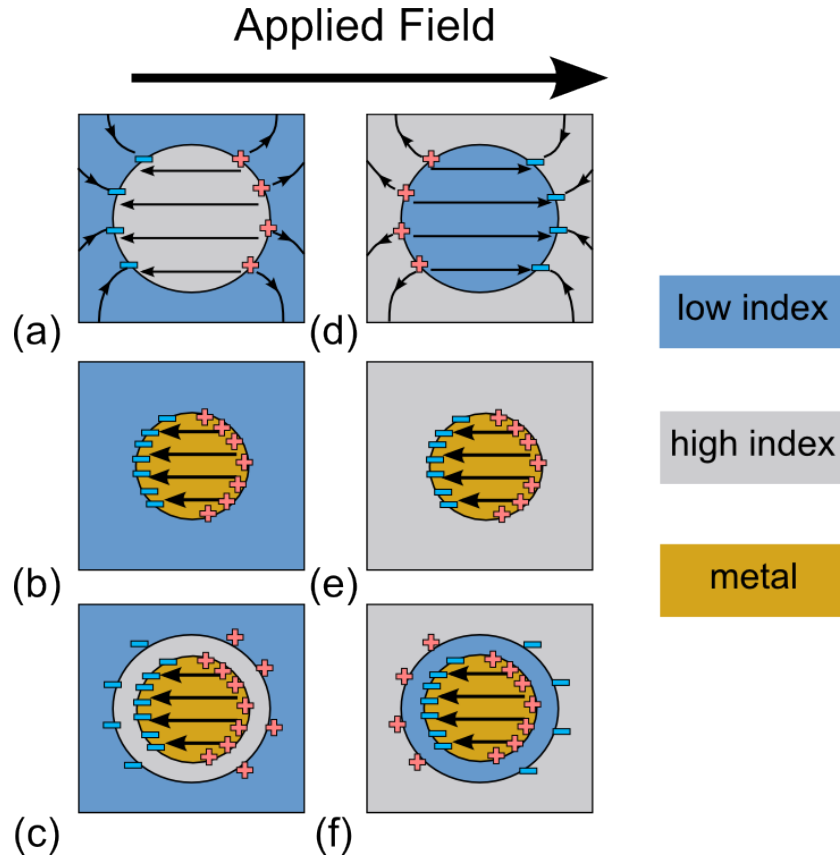 Applied Field
(a)
(d)
low index
high index
(b)
(e)
metal
(c)
(f)